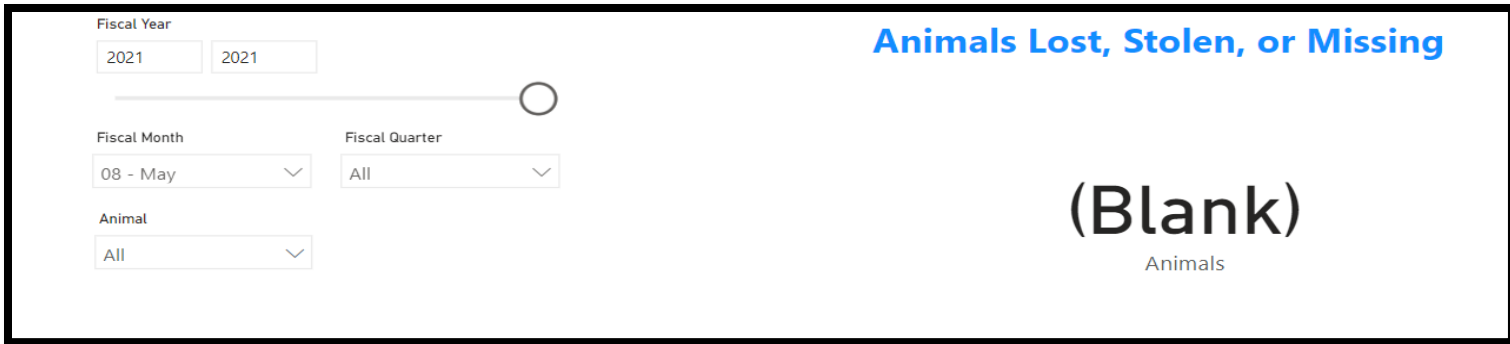 Fiscal Year
2021 2021
Animals Lost, Stolen, or Missing
Fiscal Month Fiscal Quarter
08 - May All
Animal
All
(Blank)
Animals